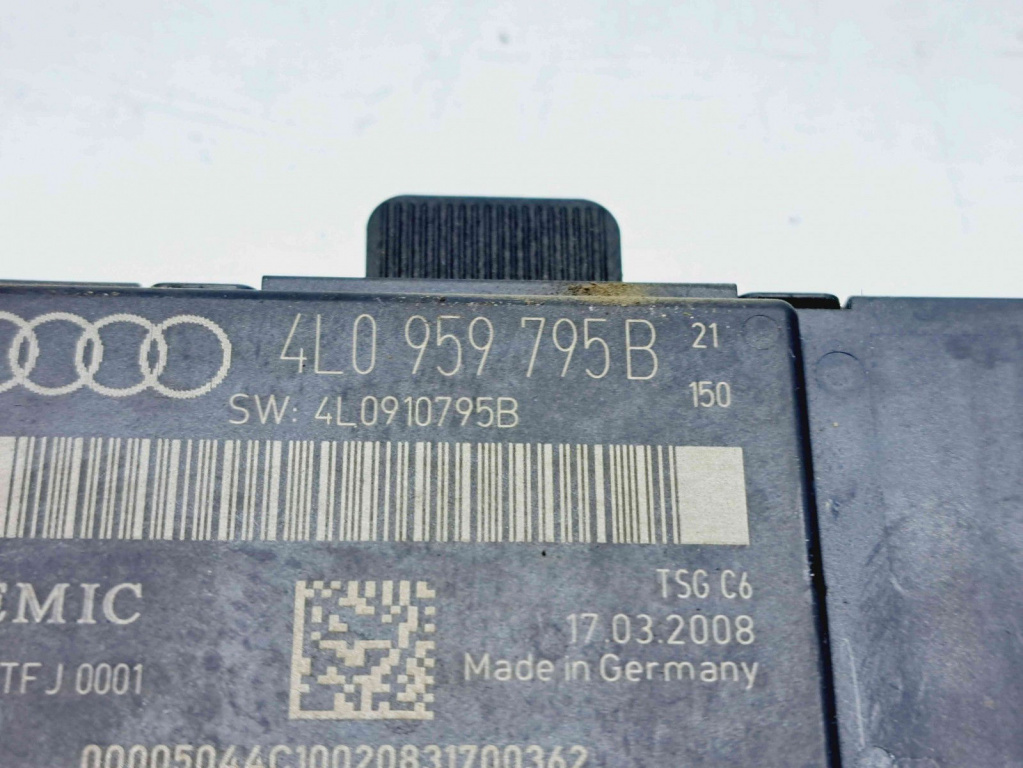 4L0 959 795B 21
150
SW: 4L0910795B
EMIC
TSG C6
17.03.2008
TFJ 0001
Made in Germany
00005044C10020831700362